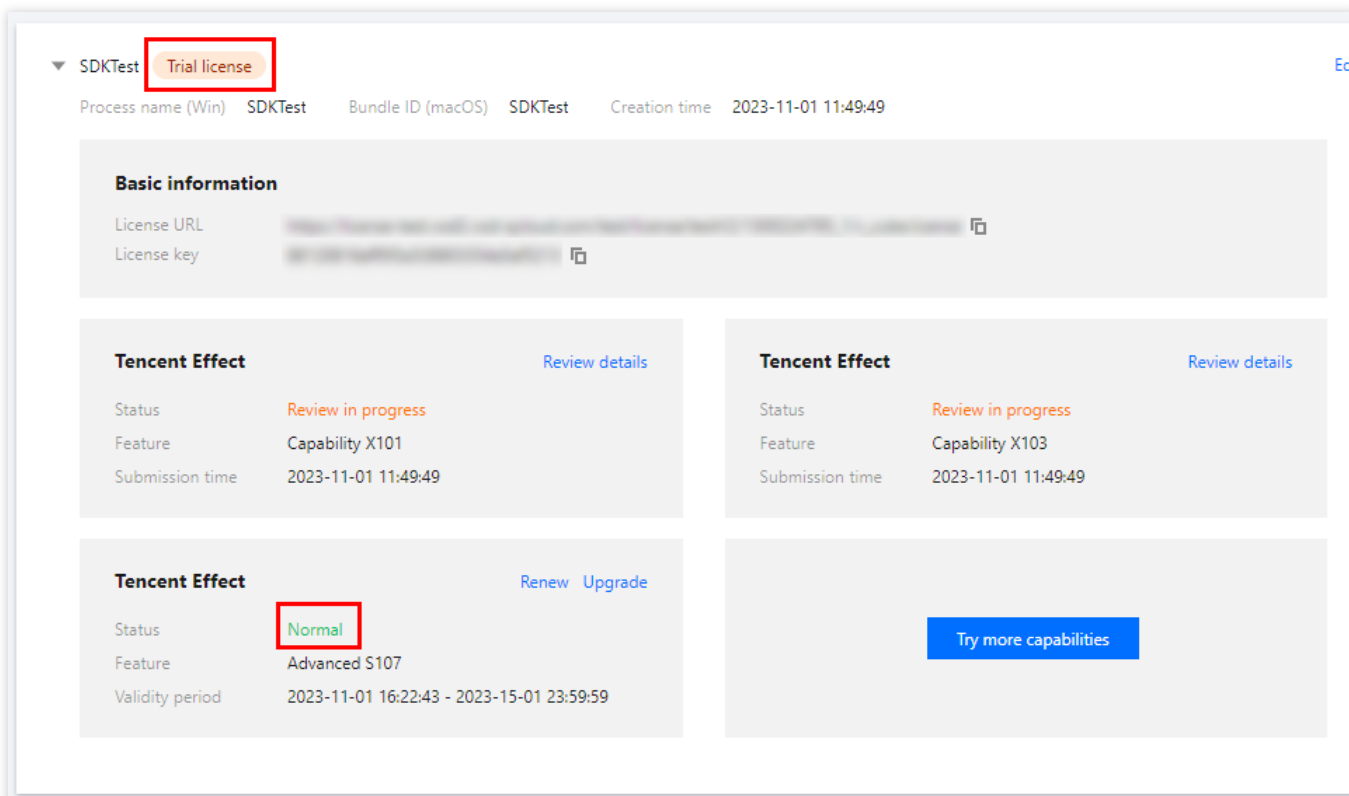 SDKTest Trial license
Process name (Win) SDKTest Bundle ID (macOS) SDKTest Creation time 2023-11-01 11:49:49
Basic information
License URL
License key
Tencent Effect Review details
Status Review in progress
Feature Capability X101
Submission time 2023-11-01 11:49:49
Tencent Effect Review details
Status Review in progress
Feature Capability X103
Submission time 2023-11-01 11:49:49
Tencent Effect Renew Upgrade
Status Normal
Feature Advanced S107
Validity period 2023-11-01 16:22:43 - 2023-15-01 23:59:59
Try more capabilities